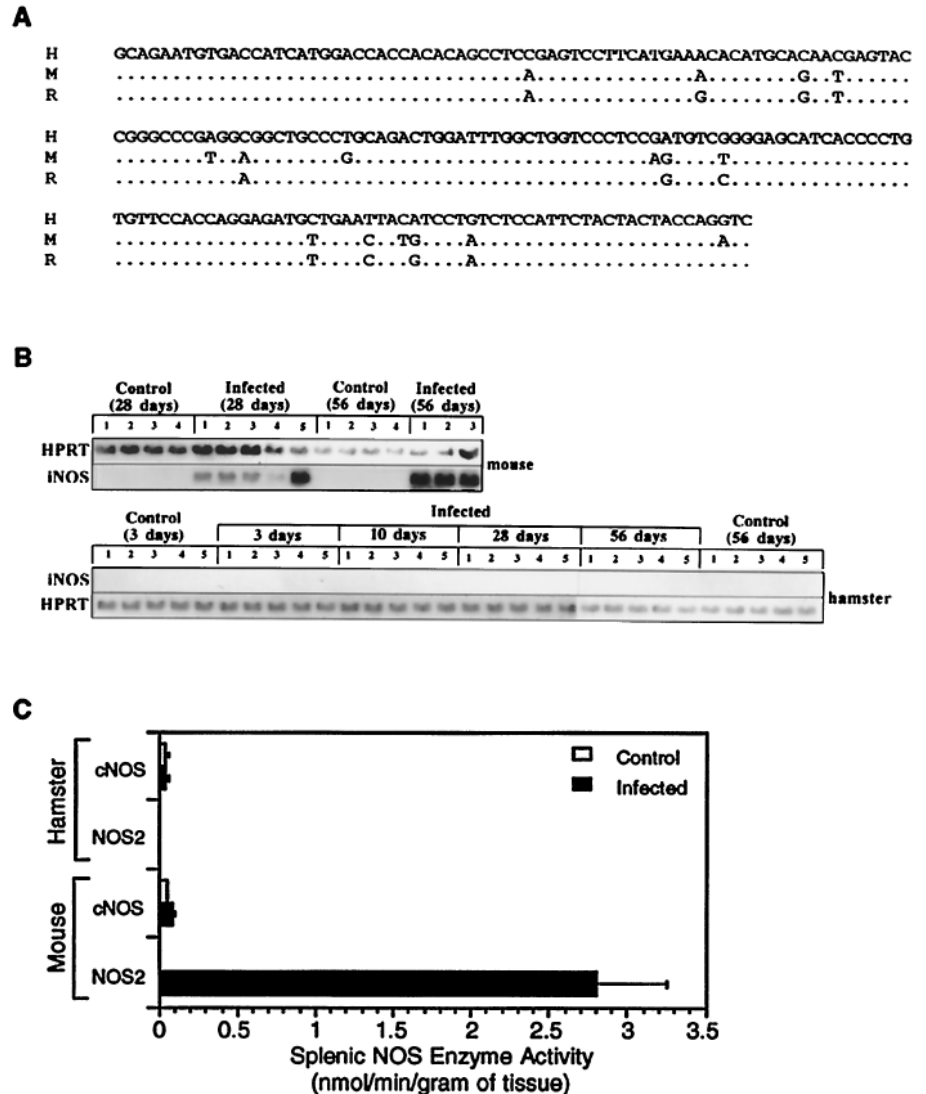 A
H GCAGAATGTGACCATCATGGACCACCACACAGCCTCCGAGTCCTTCATGAAACACATGCACAACGAGTAC
M ....................................A..............A........G..T......
R ....................................A..............G........G..T......
H CGGGCCCGAGGCGGCTGCCCTGCAGACTGGATTTGGCTGGTCCCTCCGATGTCGGGGAGCATCACCCCTG
M ........T..A........G..........................AG....T................
R ...........A....................................G....C................
H TGTTCCACCAGGAGATGCTGAATTACATCCTGTCTCCATTCTACTACTACCAGGTC
M .................T....C..TG....A.....................A..
R .................T....C...G....A........................
B
Control (28 days) Infected (28 days) Control (56 days) Infected (56 days)
1 2 3 4 1 2 3 4 5 1 2 3 4 1 2 3
HPRT
iNOS
mouse
Infected
Control (3 days) 3 days 10 days 28 days 56 days Control (56 days)
1 2 3 4 5 1 2 3 4 5 1 2 3 4 5 1 2 3 4 5 1 2 3 4 5 1 2 3 4 5
iNOS
HPRT
hamster
C
Hamster
cNOS
NOS2
Mouse
cNOS
NOS2
Control
Infected
0 0.5 1 1.5 2 2.5 3 3.5
Splenic NOS Enzyme Activity
(nmol/min/gram of tissue)